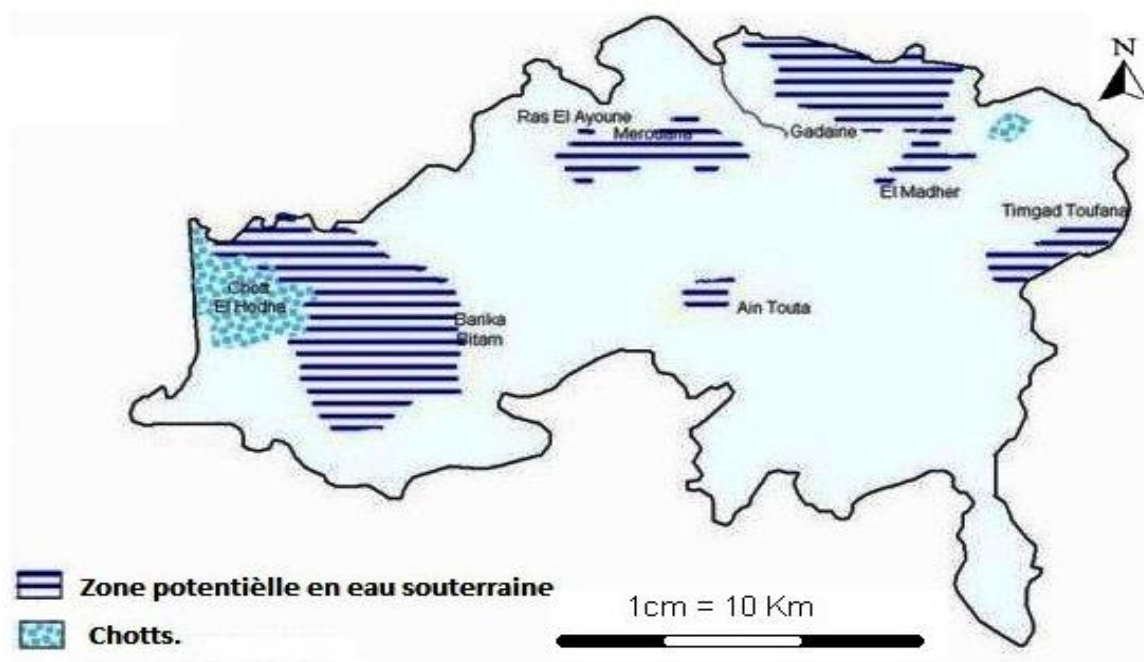 N
Ras El Ayoune
Merouana
Gadaine
El Madher
Timgad Toufana
Chott
El Hodna
Barika
Bitam
Ain Touta
Zone potentièlle en eau souterraine
Chotts.
1cm = 10 Km